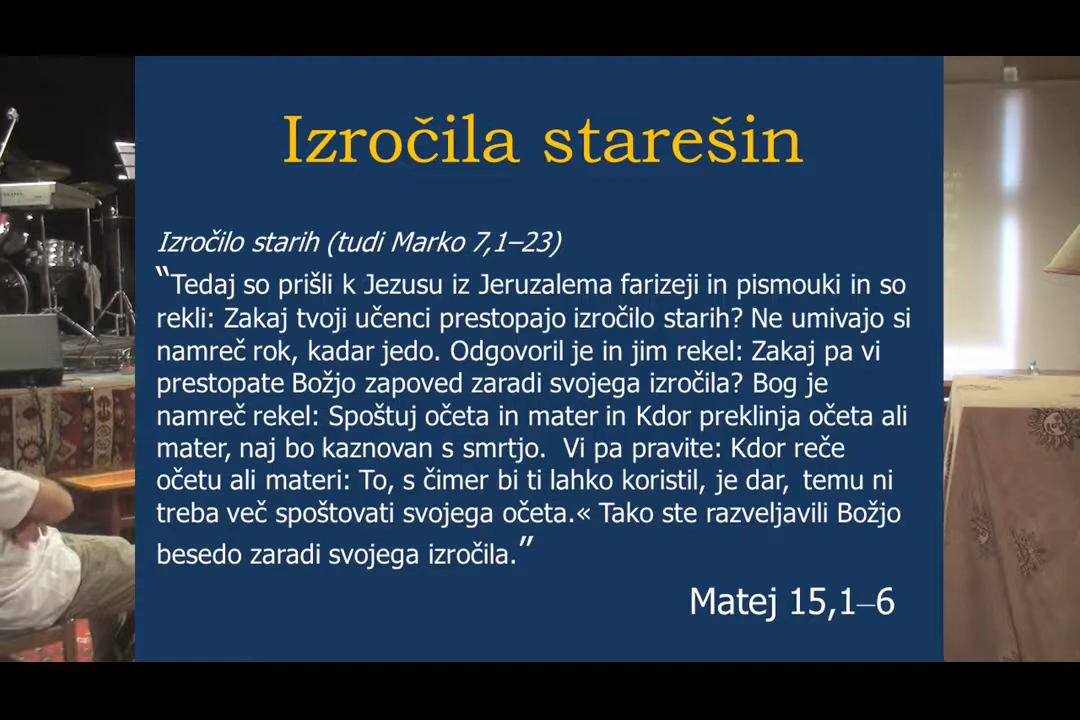 Izročila starešin
Izročilo starih (tudi Marko 7,1–23)
“Tedaj so prišli k Jezusu iz Jeruzalema farizeji in pismouki in so
rekli: Zakaj tvoji učenci prestopajo izročilo starih? Ne umivajo si
namreč rok, kadar jedo. Odgovoril je in jim rekel: Zakaj pa vi
prestopate Božjo zapoved zaradi svojega izročila? Bog je
namreč rekel: Spoštuj očeta in mater in Kdor preklinja očeta ali
mater, naj bo kaznovan s smrtjo. Vi pa pravite: Kdor reče
očetu ali materi: To, s čimer bi ti lahko koristil, je dar, temu ni
treba več spoštovati svojega očeta.« Tako ste razveljavili Božjo
besedo zaradi svojega izročila.”
Matej 15,1–6